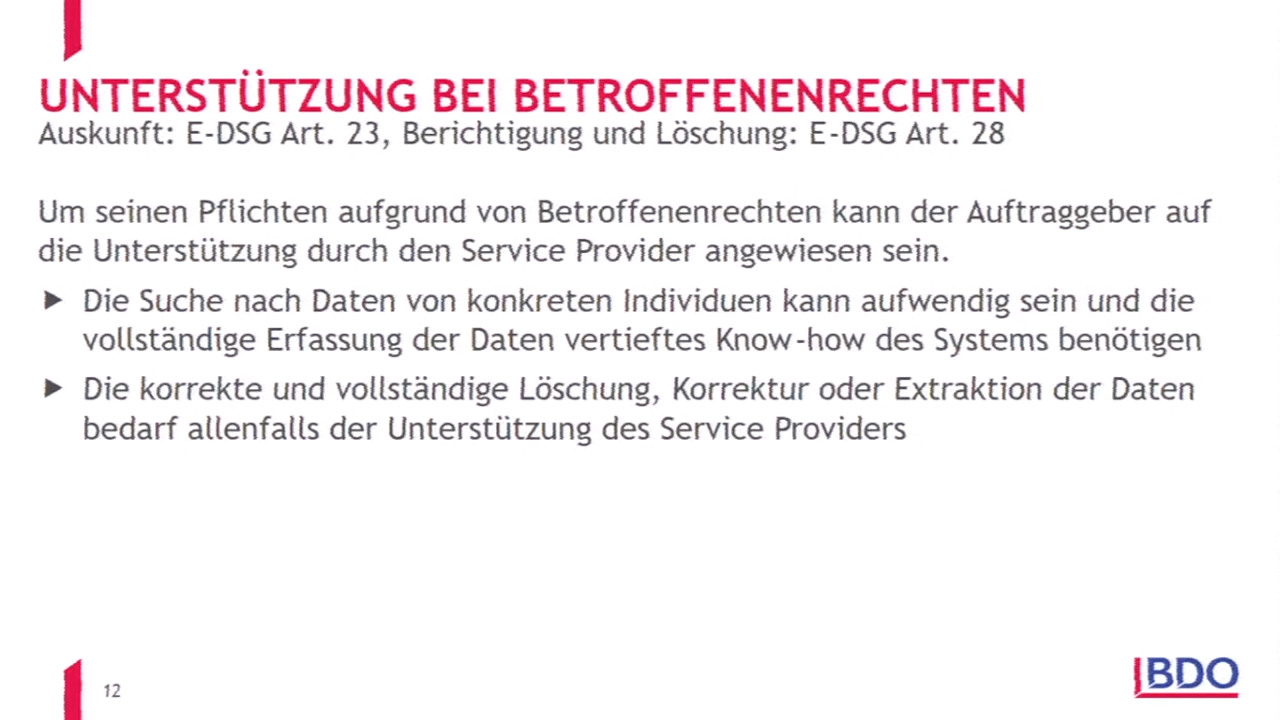 UNTERSTÜTZUNG BEI BETROFFENENRECHTEN
Auskunft: E-DSG Art. 23, Berichtigung und Löschung: E-DSG Art. 28
Um seinen Pflichten aufgrund von Betroffenenrechten kann der Auftraggeber auf
die Unterstützung durch den Service Provider angewiesen sein.
▶ Die Suche nach Daten von konkreten Individuen kann aufwendig sein und die
vollständige Erfassung der Daten vertieftes Know-how des Systems benötigen
▶ Die korrekte und vollständige Löschung, Korrektur oder Extraktion der Daten
bedarf allenfalls der Unterstützung des Service Providers
12
BDO